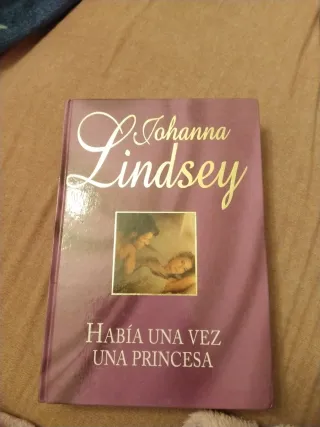 Johanna
Lindsey
HABÍA UNA VEZ
UNA PRINCESA